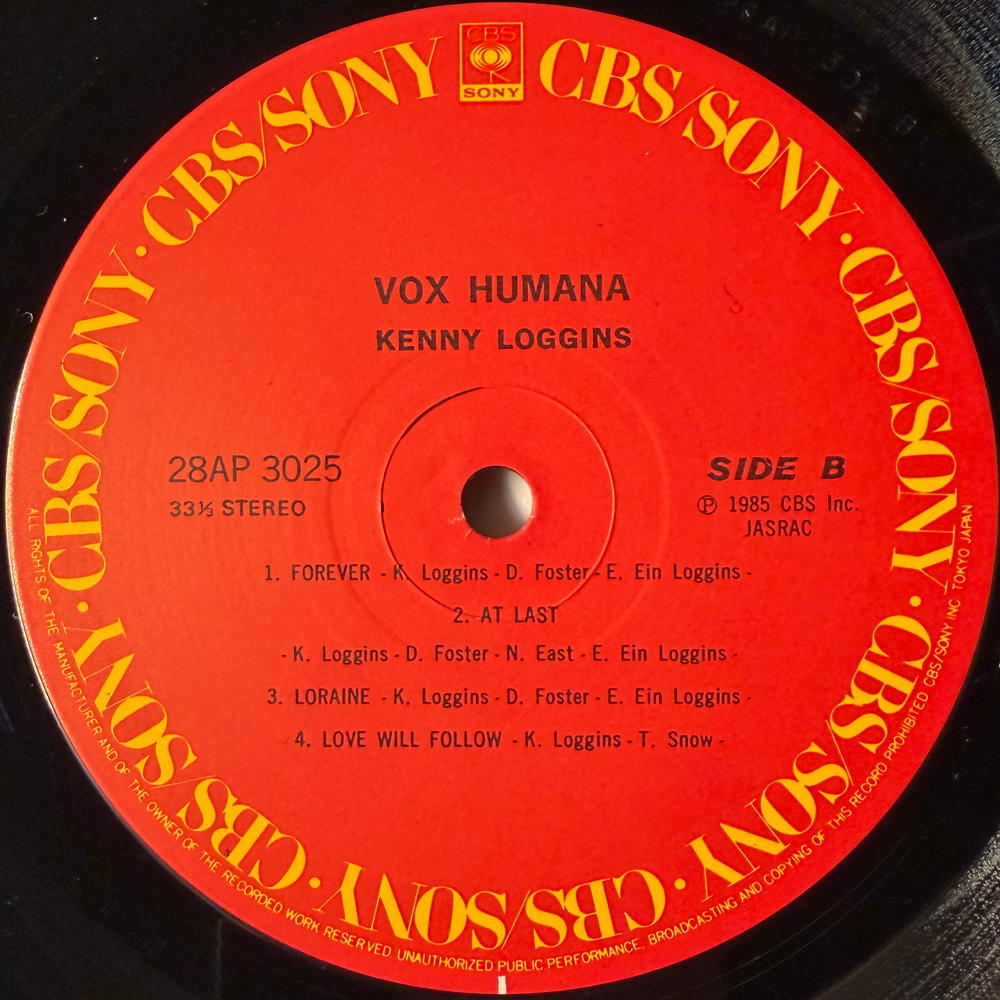 CBS
SONY
CBS/SONY · CBS/SONY · CBS/SONY · CBS/SONY · CBS/SONY · CBS/SONY · CBS/SONY
VOX HUMANA
KENNY LOGGINS
28AP 3025
33⅓ STEREO
SIDE B
Ⓟ 1985 CBS Inc.
JASRAC
1. FOREVER - K. Loggins - D. Foster - E. Ein Loggins -
2. AT LAST
- K. Loggins - D. Foster - N. East - E. Ein Loggins -
3. LORAINE - K. Loggins - D. Foster - E. Ein Loggins -
4. LOVE WILL FOLLOW - K. Loggins - T. Snow -
ALL RIGHTS OF THE MANUFACTURER AND OF THE OWNER OF THE RECORDED WORK RESERVED UNAUTHORIZED PUBLIC PERFORMANCE, BROADCASTING AND COPYING OF THIS RECORD PROHIBITED CBS/SONY INC TOKYO JAPAN